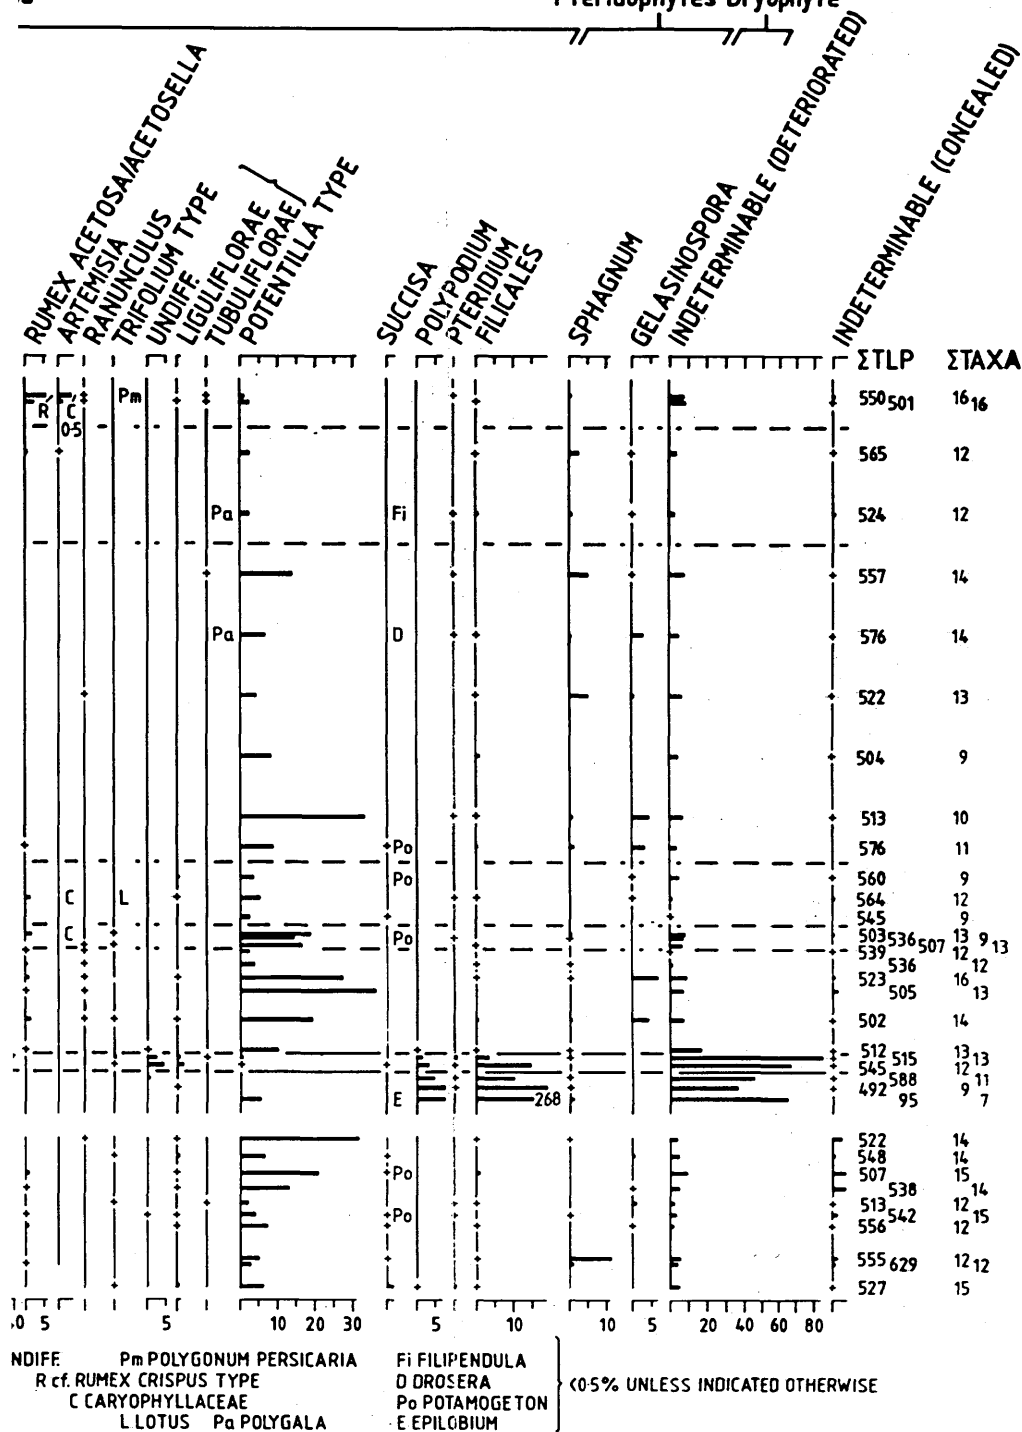 Pteridophytes Bryophyte
RUMEX ACETOSA/ACETOSELLA
ARTEMISIA
RANUNCULUS
TRIFOLIUM TYPE
UNDIFF.
LIGULIFLORAE
TUBULIFLORAE
POTENTILLA TYPE
SUCCISA
POLYPODIUM
PTERIDIUM
FILICALES
SPHAGNUM
GELASINOSPORA
INDETERMINABLE (DETERIORATED)
INDETERMINABLE (CONCEALED)
ΣTLP ΣTAXA
R C Pm 550 501 16 16
0·5
565 12
Pa Fi 524 12
557 14
Pa D 576 14
522 13
504 9
513 10
Po 576 11
Po 560 9
C L 564 12
545 9
C Po 503 536 507 13 9 13
539 12
536 12
523 16
505 13
502 14
512 515 13 13
545 12
588 11
492 9
E 268 95 7
522 14
548 14
Po 507 15
538 14
513 12
Po 542 15
556 12
555 629 12 12
527 15
0 5 5 10 20 30 5 10 10 5 20 40 60 80
NDIFF. Pm POLYGONUM PERSICARIA Fi FILIPENDULA
R cf. RUMEX CRISPUS TYPE D DROSERA
C CARYOPHYLLACEAE Po POTAMOGETON
L LOTUS Pa POLYGALA E EPILOBIUM
<0·5% UNLESS INDICATED OTHERWISE